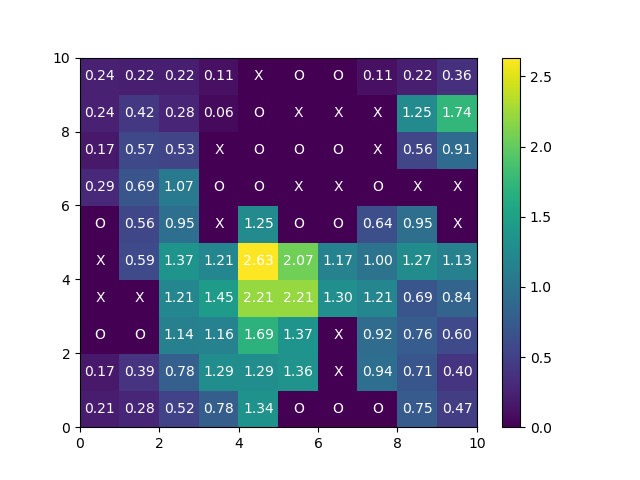 10
0.24 0.22 0.22 0.11 X O O 0.11 0.22 0.36
2.5
0.24 0.42 0.28 0.06 O X X X 1.25 1.74
8
0.17 0.57 0.53 X O O O X 0.56 0.91
2.0
0.29 0.69 1.07 O O X X O X X
6
1.5
O 0.56 0.95 X 1.25 O O 0.64 0.95 X
X 0.59 1.37 1.21 2.63 2.07 1.17 1.00 1.27 1.13
4
1.0
X X 1.21 1.45 2.21 2.21 1.30 1.21 0.69 0.84
O O 1.14 1.16 1.69 1.37 X 0.92 0.76 0.60
2
0.5
0.17 0.39 0.78 1.29 1.29 1.36 X 0.94 0.71 0.40
0.21 0.28 0.52 0.78 1.34 O O O 0.75 0.47
0
0.0
0 2 4 6 8 10